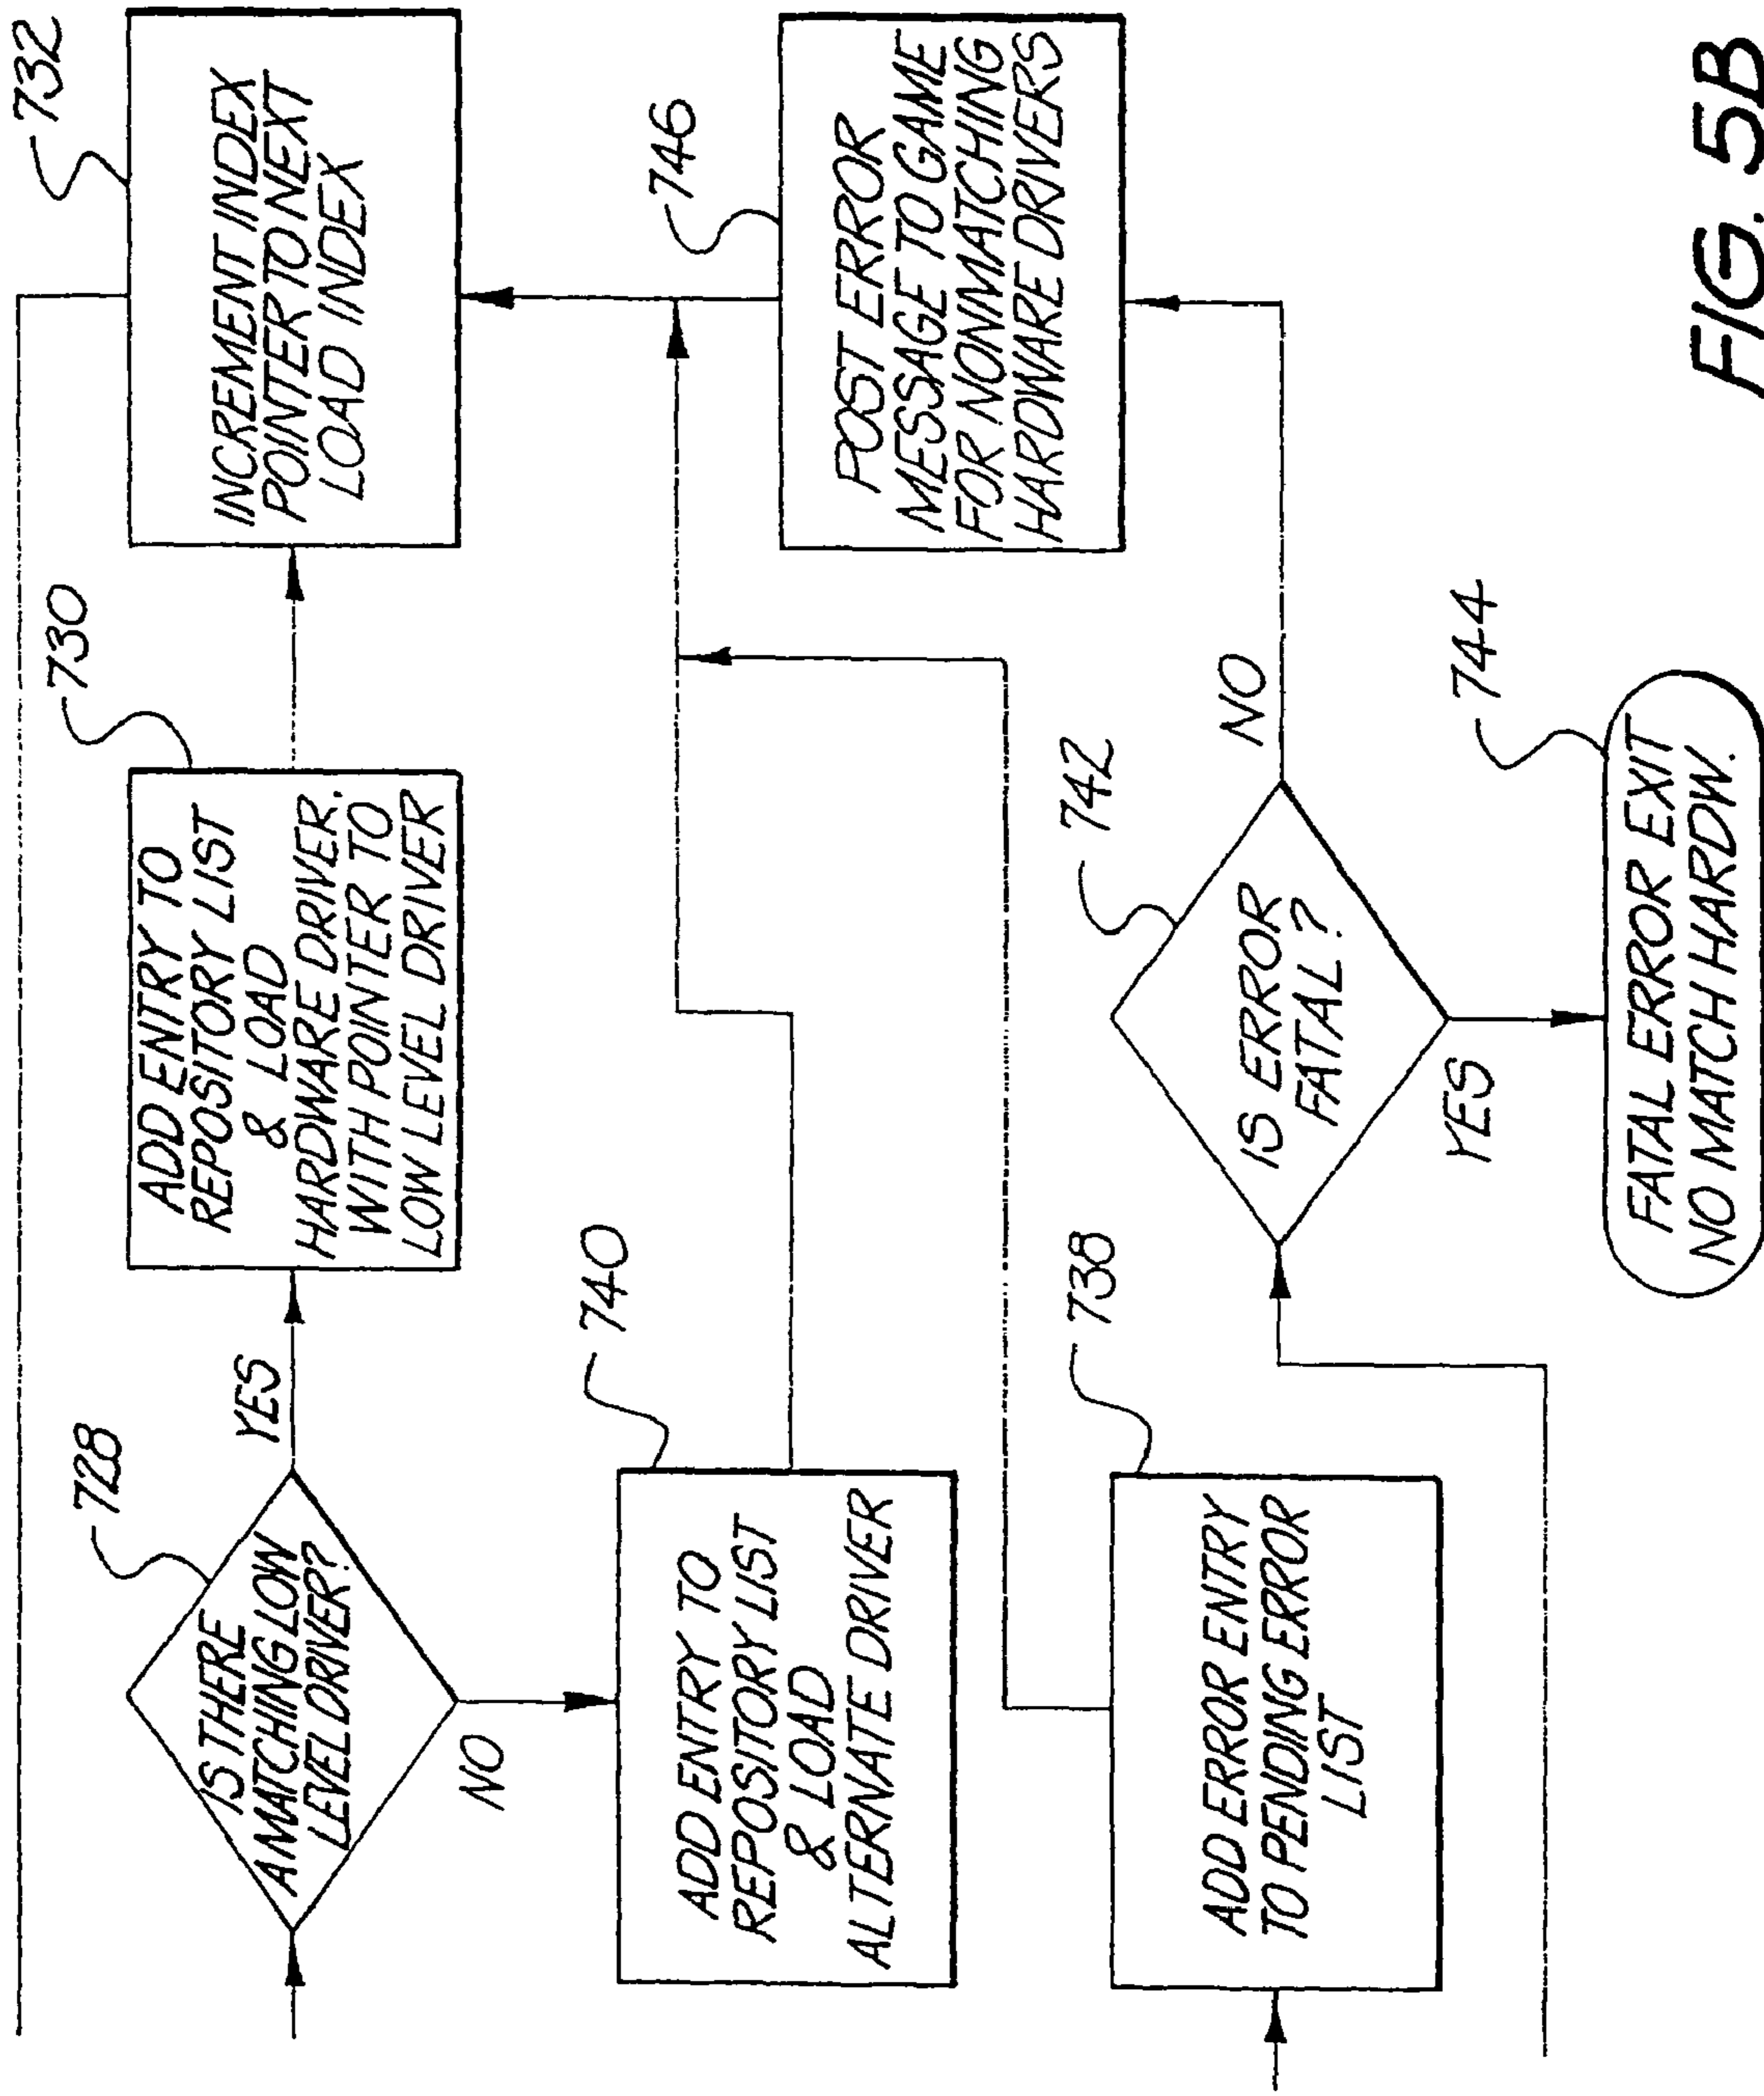 728
IS THERE
A MATCHING LOW
LEVEL DRIVER?
YES
NO
730
ADD ENTRY TO
REPOSITORY LIST
& LOAD
HARDWARE DRIVER.
WITH POINTER TO
LOW LEVEL DRIVER
732
INCREMENT INDEX
POINTER TO NEXT
LOAD INDEX
740
ADD ENTRY TO
REPOSITORY LIST
& LOAD
ALTERNATE DRIVER
746
POST ERROR
MESSAGE TO GAME
FOR NONMATCHING
HARDWARE DRIVERS
738
ADD ERROR ENTRY
TO PENDING ERROR
LIST
742
IS ERROR
FATAL?
NO
YES
744
FATAL ERROR EXIT
NO MATCH HARDW.
FIG. 5B